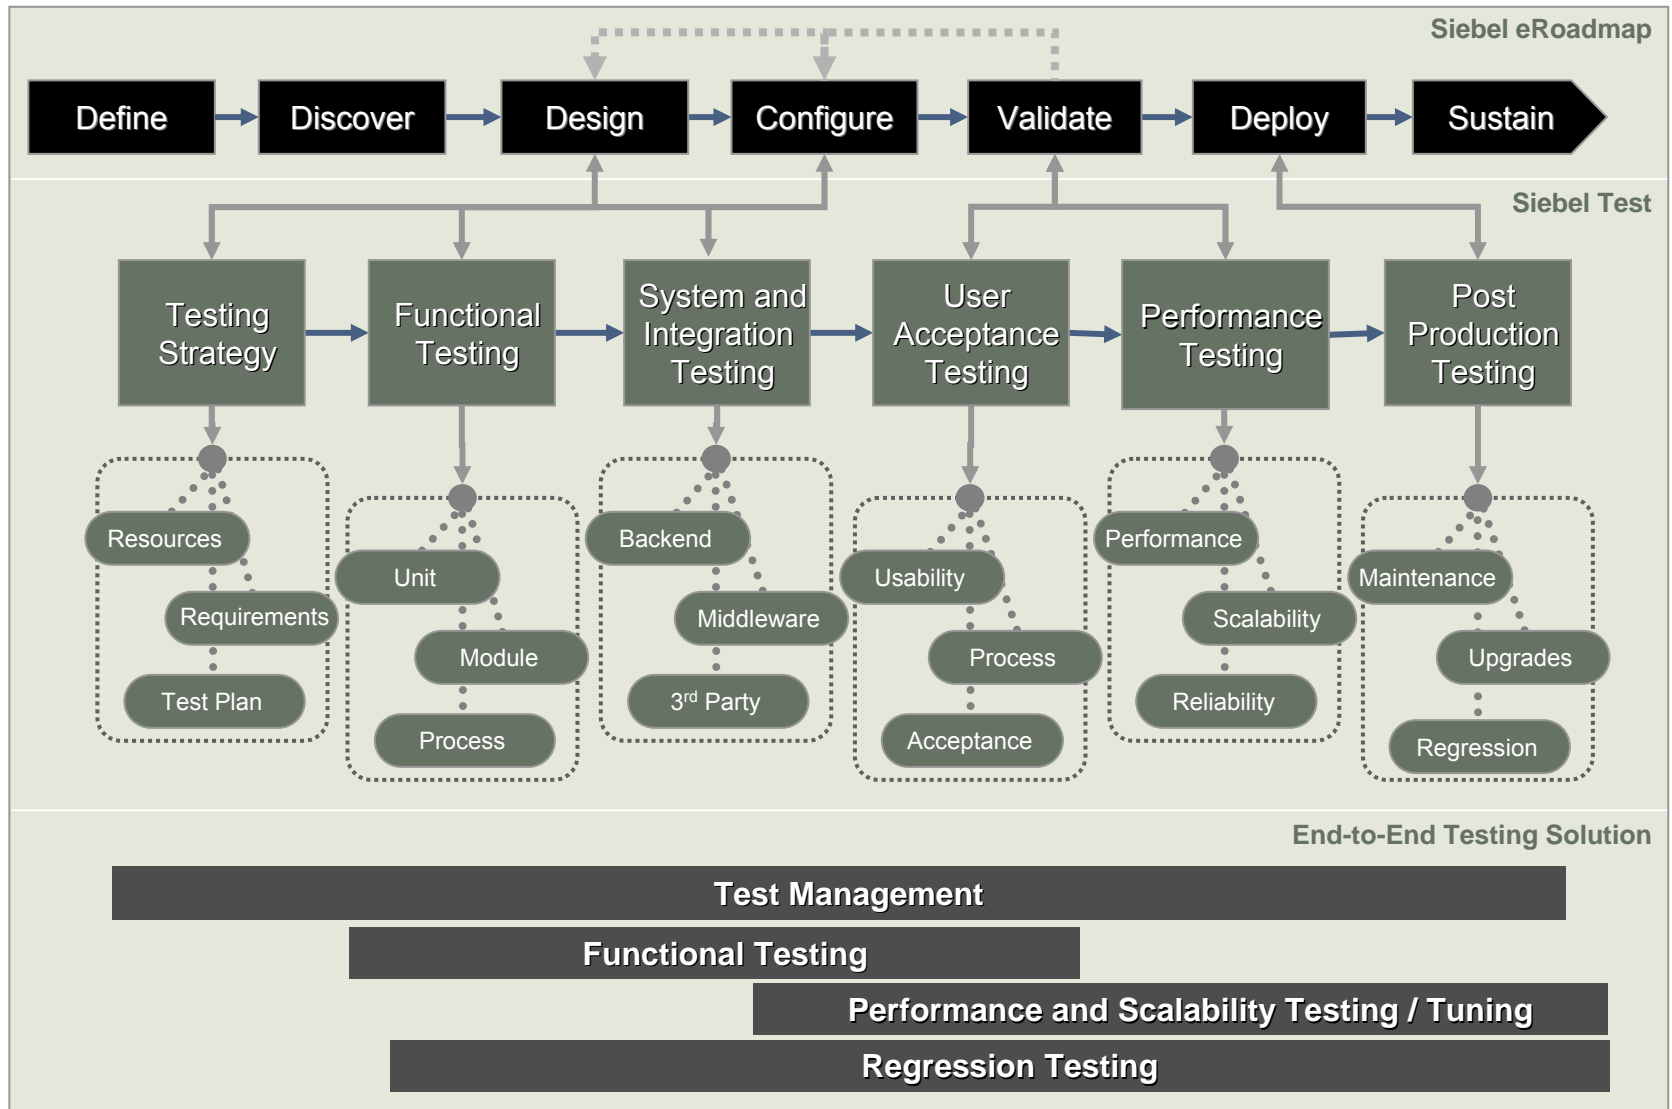 Siebel eRoadmap
Define
Discover
Design
Configure
Validate
Deploy
Sustain
Siebel Test
Testing
Strategy
Functional
Testing
System and
Integration
Testing
User
Acceptance
Testing
Performance
Testing
Post
Production
Testing
Resources
Requirements
Test Plan
Unit
Module
Process
Backend
Middleware
3rd Party
Usability
Process
Acceptance
Performance
Scalability
Reliability
Maintenance
Upgrades
Regression
End-to-End Testing Solution
Test Management
Functional Testing
Performance and Scalability Testing / Tuning
Regression Testing